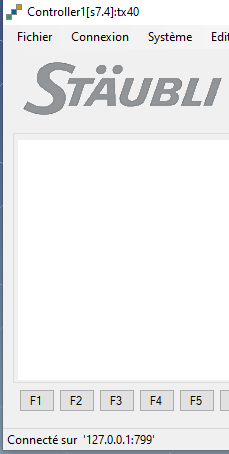 Controller1[s7.4]:tx40
Fichier Connexion Système Edit
STÄUBLI
F1 F2 F3 F4 F5
Connecté sur '127.0.0.1:799'